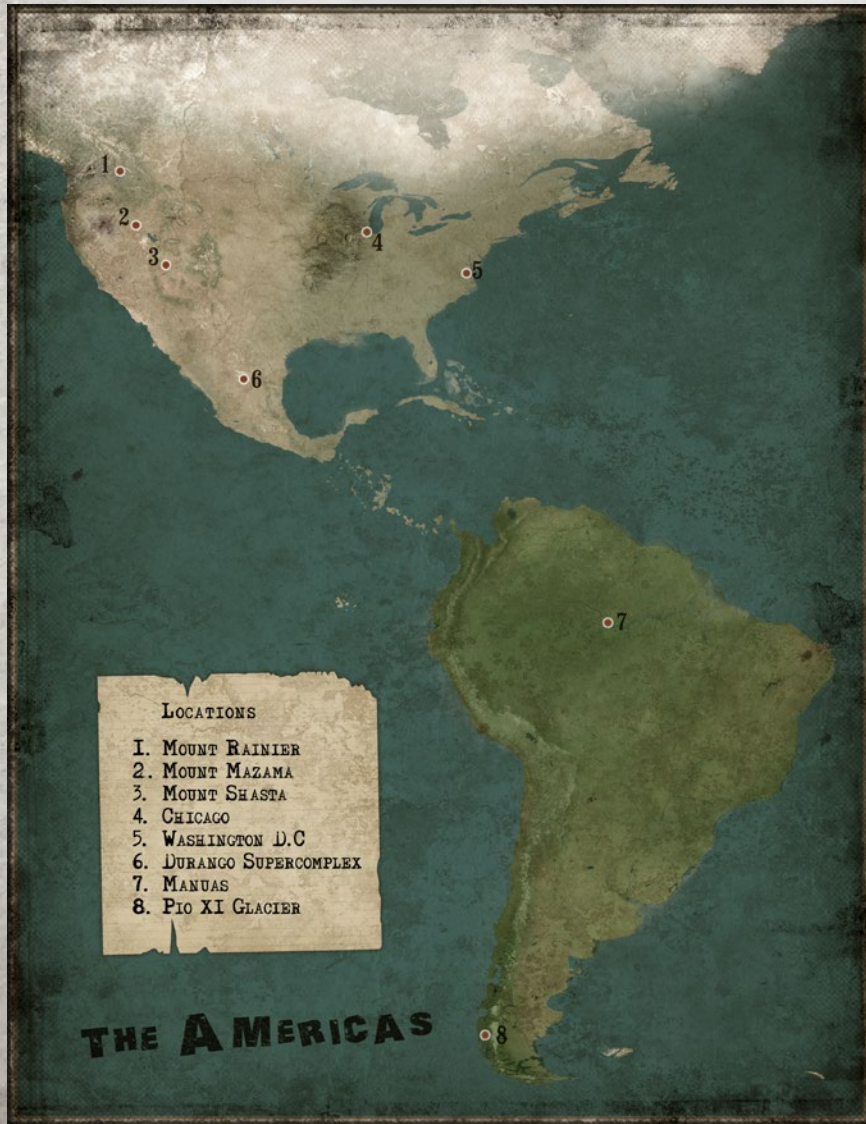 1
2
3
4
5
6
7
8
Locations
1. Mount Rainier
2. Mount Mazama
3. Mount Shasta
4. Chicago
5. Washington D.C
6. Durango Supercomplex
7. Manuas
8. Pio XI Glacier
The Americas